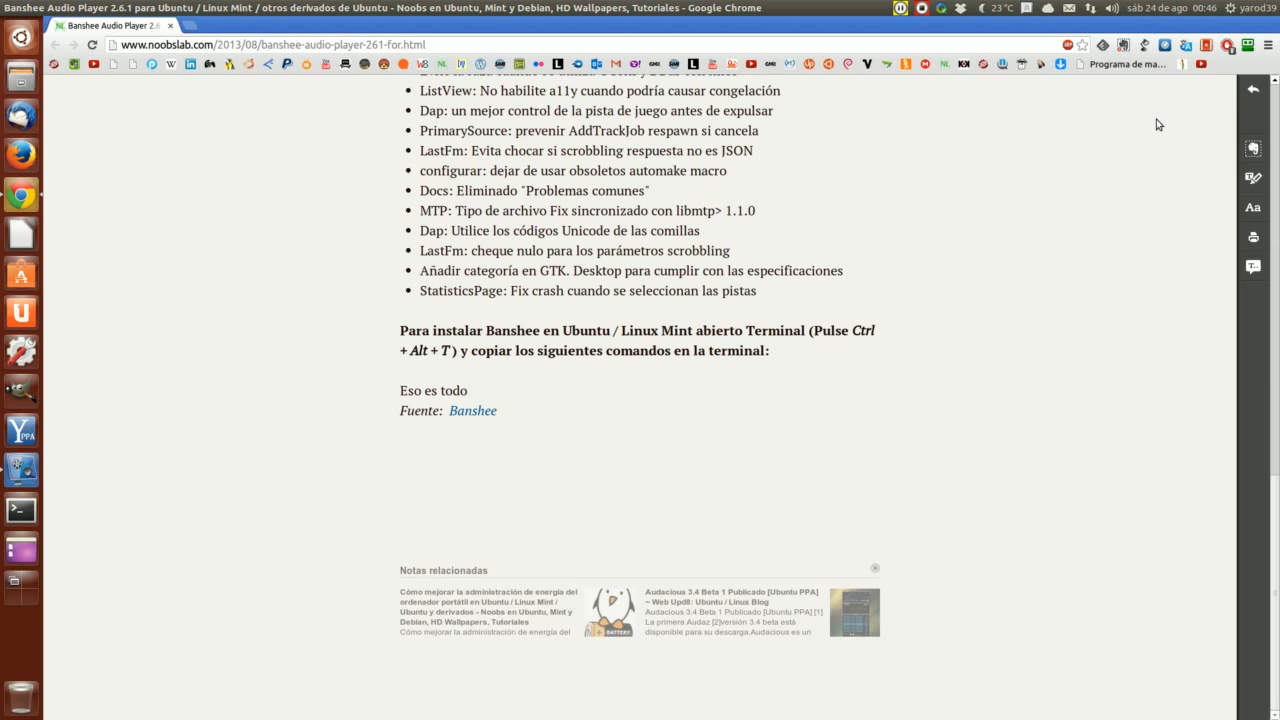 Banshee Audio Player 2.6.1 para Ubuntu / Linux Mint / otros derivados de Ubuntu - Noobs en Ubuntu, Mint y Debian, HD Wallpapers, Tutoriales - Google Chrome
23 °C
sáb 24 de ago
00:46
yarod39
Banshee Audio Player 2.6
www.noobslab.com/2013/08/banshee-audio-player-261-for.html
Programa de ma...
ListView: No habilite a11y cuando podría causar congelación
Dap: un mejor control de la pista de juego antes de expulsar
PrimarySource: prevenir AddTrackJob respawn si cancela
LastFm: Evita chocar si scrobbling respuesta no es JSON
configurar: dejar de usar obsoletos automake macro
Docs: Eliminado "Problemas comunes"
MTP: Tipo de archivo Fix sincronizado con libmtp> 1.1.0
Dap: Utilice los códigos Unicode de las comillas
LastFm: cheque nulo para los parámetros scrobbling
Añadir categoría en GTK. Desktop para cumplir con las especificaciones
StatisticsPage: Fix crash cuando se seleccionan las pistas
Para instalar Banshee en Ubuntu / Linux Mint abierto Terminal (Pulse Ctrl
+ Alt + T ) y copiar los siguientes comandos en la terminal:
Eso es todo
Fuente: Banshee
Notas relacionadas
Cómo mejorar la administración de energía del
ordenador portátil en Ubuntu / Linux Mint /
Ubuntu y derivados - Noobs en Ubuntu, Mint y
Debian, HD Wallpapers, Tutoriales
Cómo mejorar la administración de energía del
BATTERY
Audacious 3.4 Beta 1 Publicado [Ubuntu PPA]
~ Web Upd8: Ubuntu / Linux Blog
Audacious 3.4 Beta 1 Publicado [Ubuntu PPA] [1]
La primera Audaz [2]versión 3.4 beta está
disponible para su descarga.Audacious es un
Aa